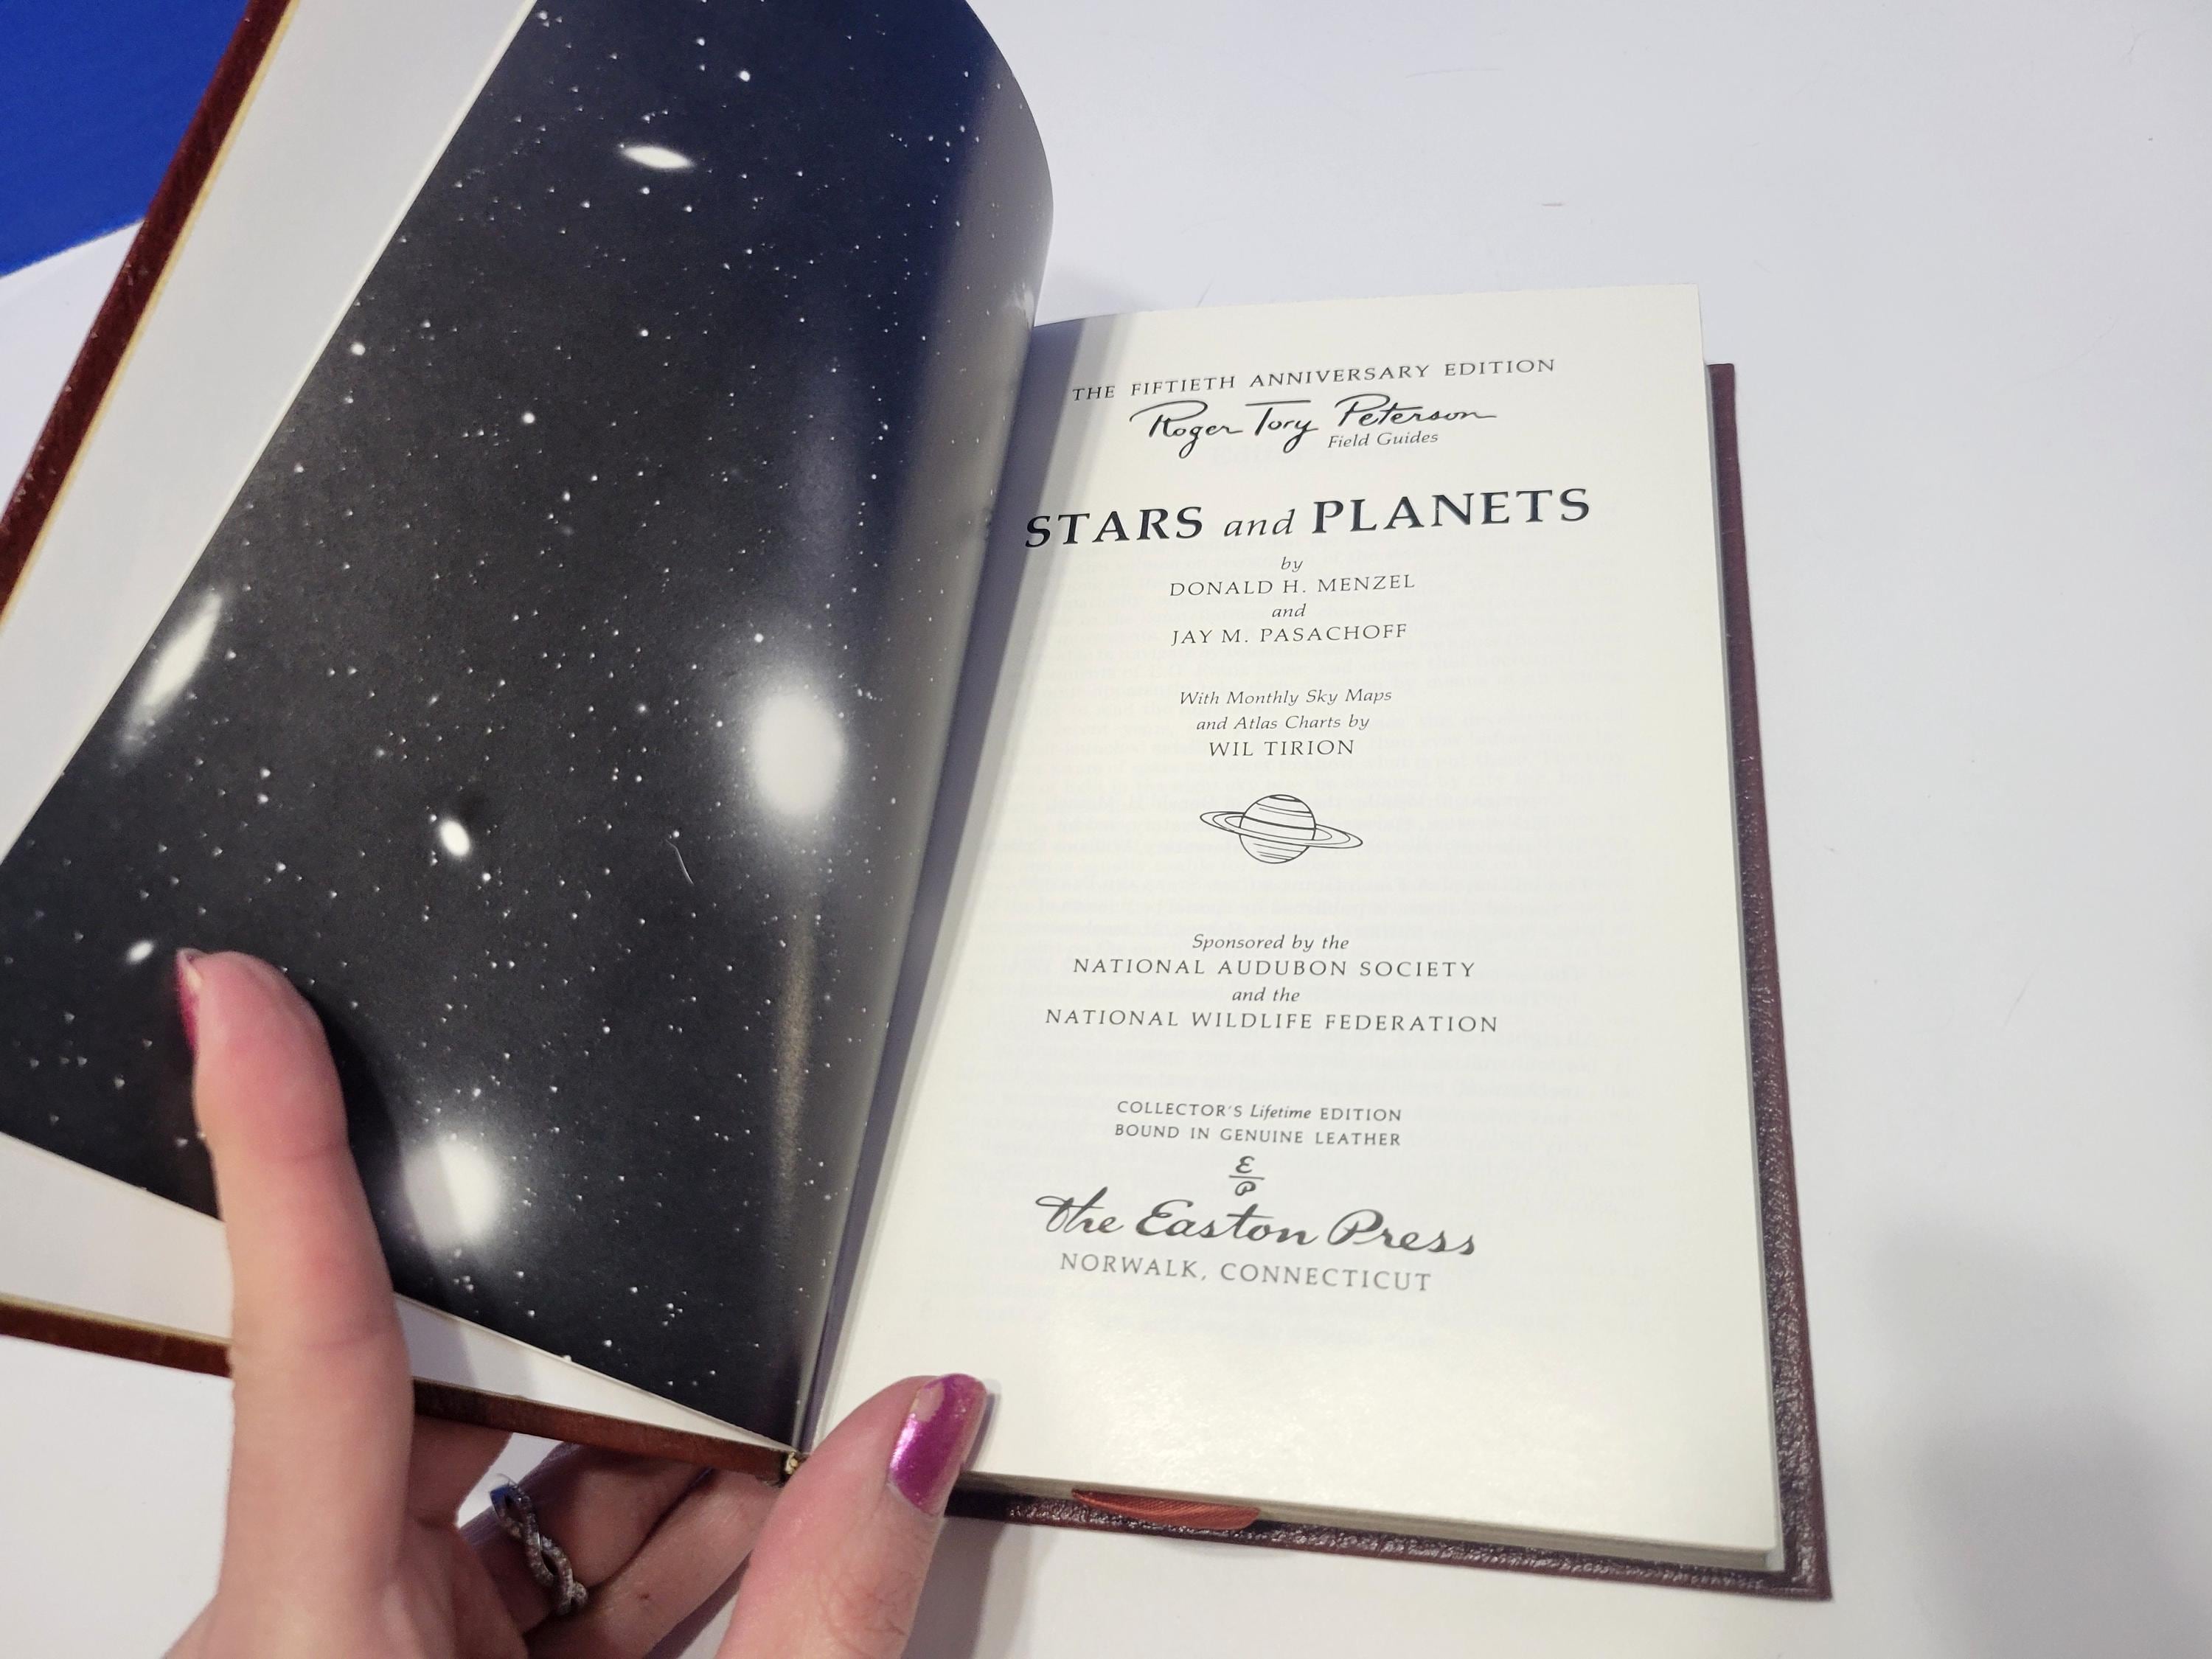 THE FIFTIETH ANNIVERSARY EDITION
Roger Tory Peterson
Field Guides
STARS and PLANETS
by
DONALD H. MENZEL
and
JAY M. PASACHOFF
With Monthly Sky Maps
and Atlas Charts by
WIL TIRION
Sponsored by the
NATIONAL AUDUBON SOCIETY
and the
NATIONAL WILDLIFE FEDERATION
COLLECTOR'S Lifetime EDITION
BOUND IN GENUINE LEATHER
E
P
The Easton Press
NORWALK, CONNECTICUT